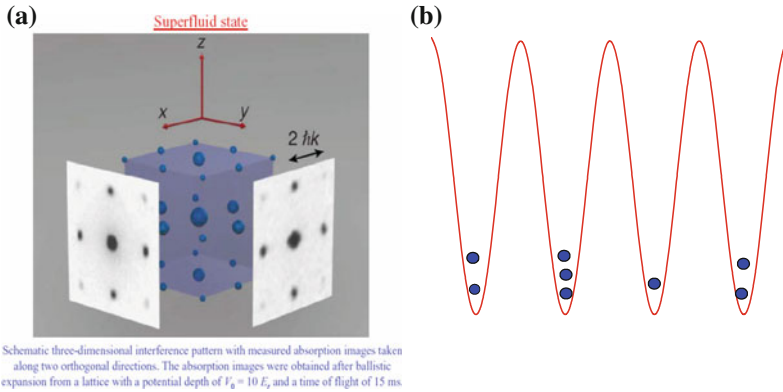 (a)
Superfluid state
z
x
y
2 ħk
Schematic three-dimensional interference pattern with measured absorption images taken
along two orthogonal directions. The absorption images were obtained after ballistic
expansion from a lattice with a potential depth of V₀ = 10 Eᵣ and a time of flight of 15 ms
(b)